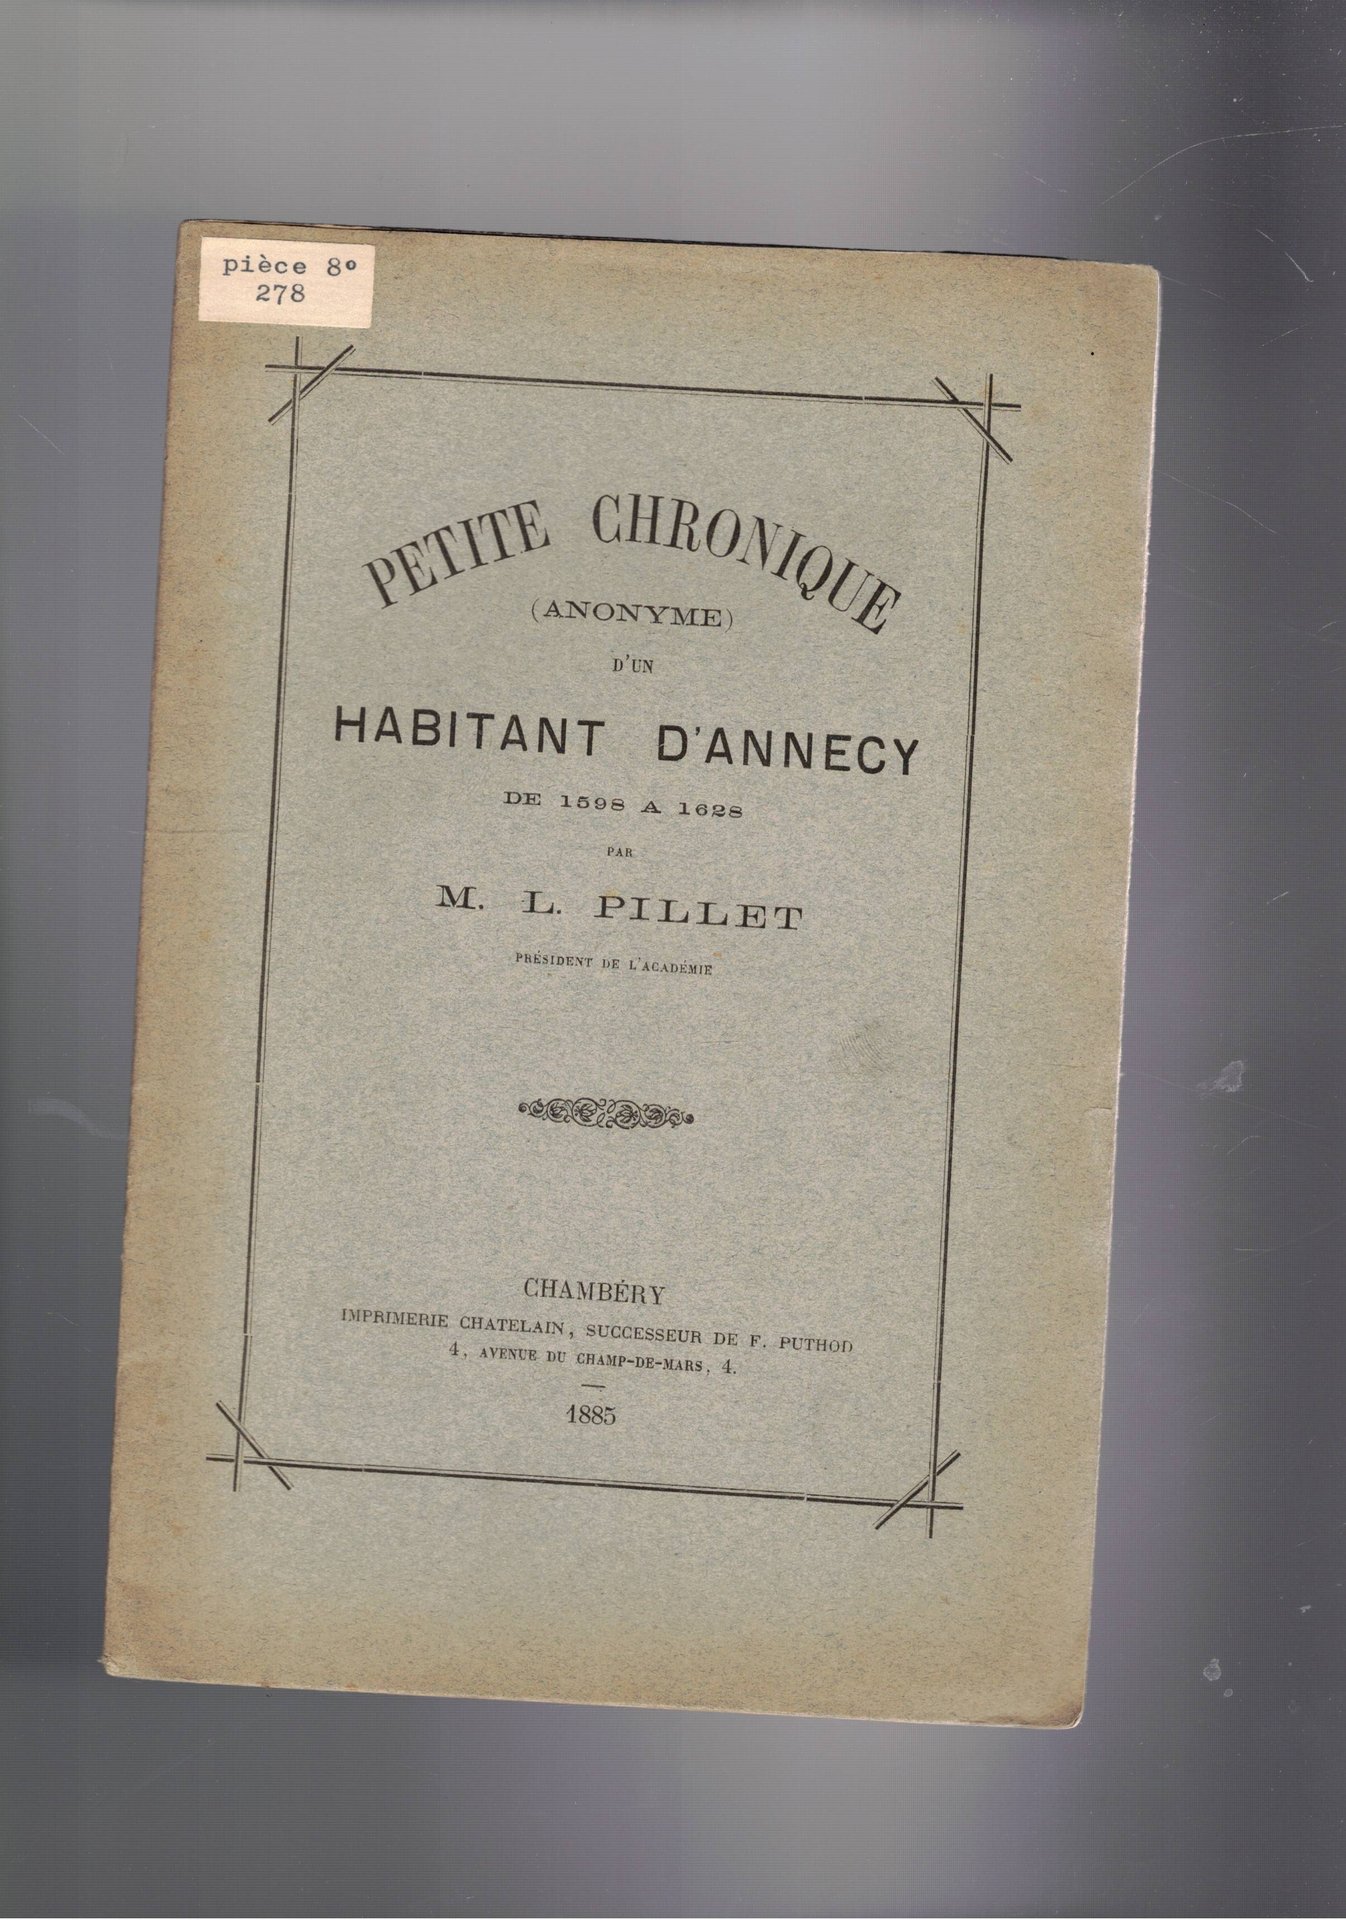 pièce 8º
278
PETITE CHRONIQUE
(ANONYME)
D'UN
HABITANT D'ANNECY
DE 1598 A 1628
PAR
M. L. PILLET
PRÉSIDENT DE L'ACADÉMIE
CHAMBÉRY
IMPRIMERIE CHATELAIN, SUCCESSEUR DE F. PUTHOD
4, AVENUE DU CHAMP-DE-MARS, 4.
1885